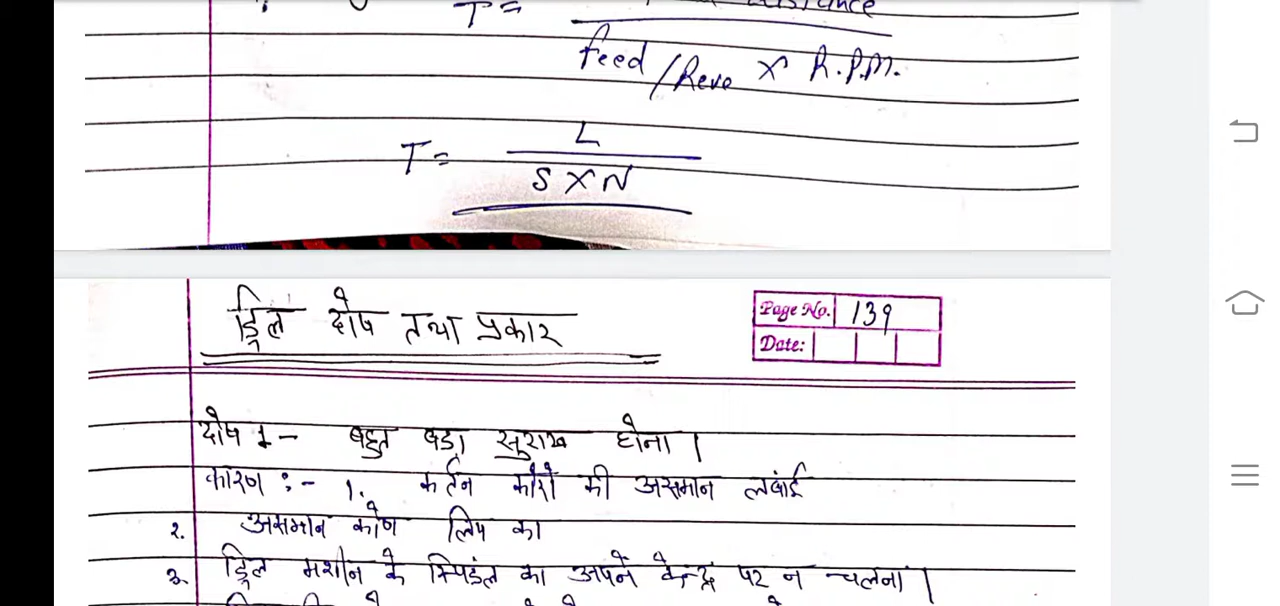 T =
feed/Revo × R.P.M.
T = L
S × N
ड्रिल दोष तथा प्रकार
Page No. 139
Date:
दोष 1 - बहुत बड़ा सुराख होना।
कारण :- 1. कर्तन कोरों की असमान लंबाई
2. असमान कोण लिप का
3. ड्रिल मशीन के स्पिडंल का अपने केन्द्र पर न चलना।